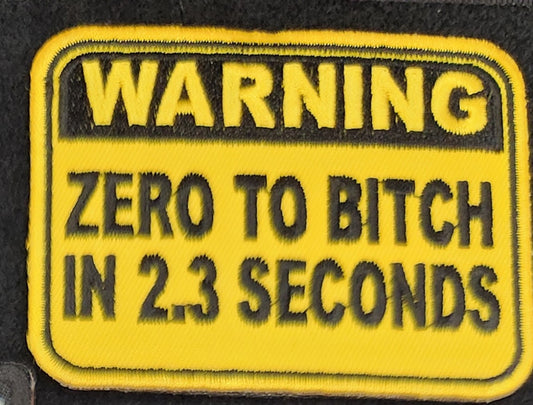 WARNING
ZERO TO BITCH
IN 2.3 SECONDS